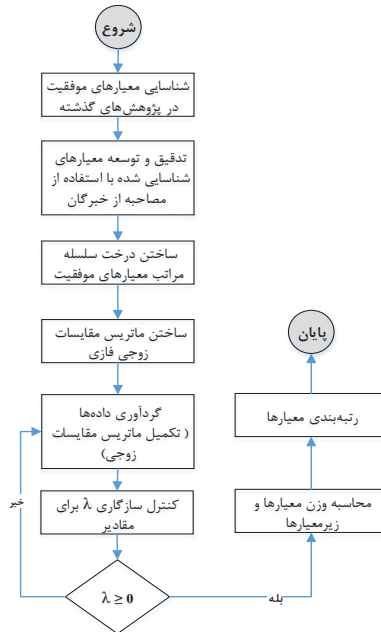 شروع
شناسایی معیارهای موفقیت
در پژوهش‌های گذشته
تدقیق و توسعه معیارهای
شناسایی شده با استفاده از
مصاحبه از خبرگان
ساختن درخت سلسله
مراتب معیارهای موفقیت
ساختن ماتریس مقایسات
زوجی فازی
گردآوری داده‌ها
( تکمیل ماتریس مقایسات
زوجی)
کنترل سازگاری λ برای
مقادیر
λ ≥ 0
خیر
بله
محاسبه وزن معیارها و
زیرمعیارها
رتبه‌بندی معیارها
پایان